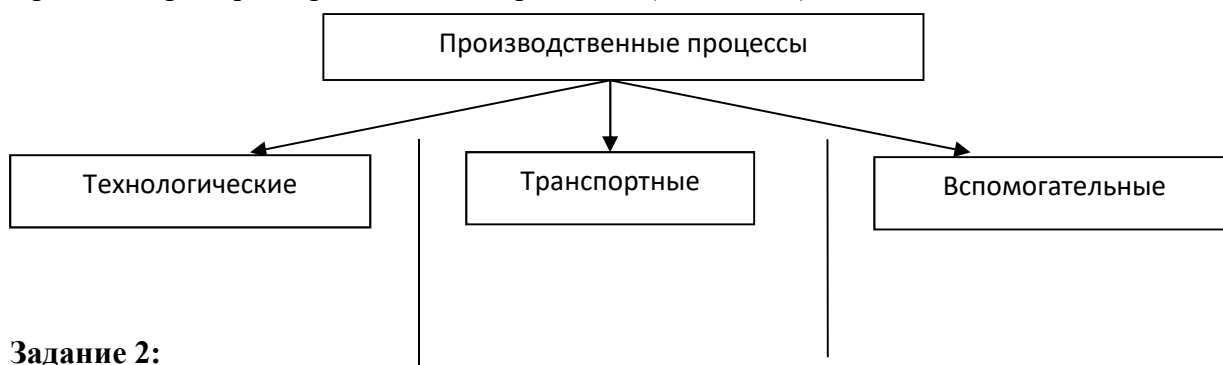 Производственные процессы
Технологические
Транспортные
Вспомогательные
Задание 2: